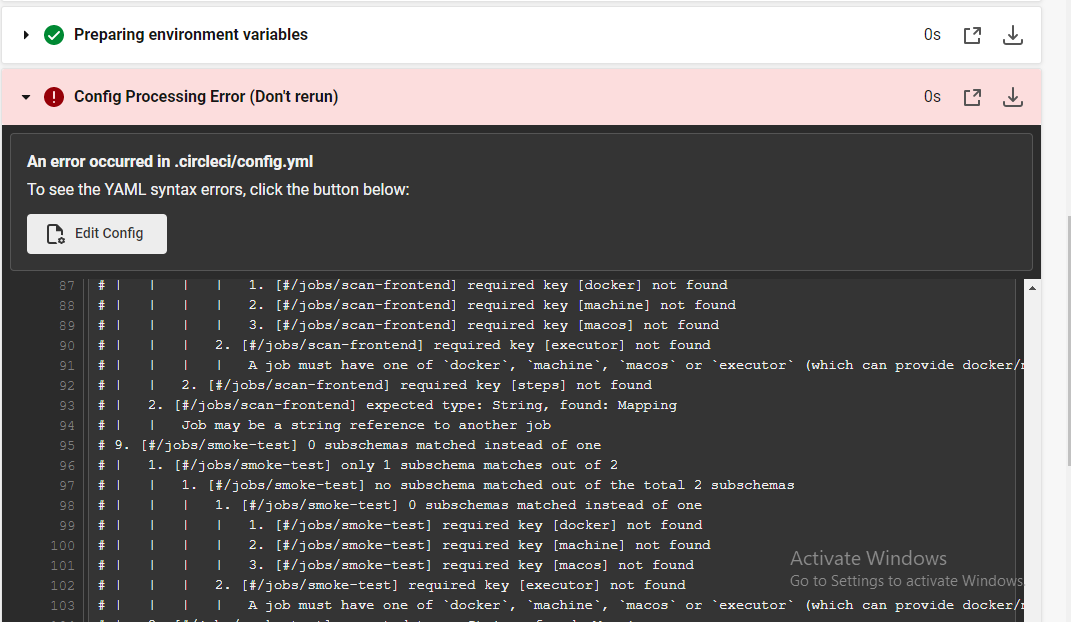 Preparing environment variables 0s
Config Processing Error (Don't rerun) 0s
An error occurred in .circleci/config.yml
To see the YAML syntax errors, click the button below:
Edit Config
87 # | | | | 1. [#/jobs/scan-frontend] required key [docker] not found
88 # | | | | 2. [#/jobs/scan-frontend] required key [machine] not found
89 # | | | | 3. [#/jobs/scan-frontend] required key [macos] not found
90 # | | | 2. [#/jobs/scan-frontend] required key [executor] not found
91 # | | | | A job must have one of `docker`, `machine`, `macos` or `executor` (which can provide docker/
92 # | | 2. [#/jobs/scan-frontend] required key [steps] not found
93 # | 2. [#/jobs/scan-frontend] expected type: String, found: Mapping
94 # | | Job may be a string reference to another job
95 # 9. [#/jobs/smoke-test] 0 subschemas matched instead of one
96 # | 1. [#/jobs/smoke-test] only 1 subschema matches out of 2
97 # | | 1. [#/jobs/smoke-test] no subschema matched out of the total 2 subschemas
98 # | | | 1. [#/jobs/smoke-test] 0 subschemas matched instead of one
99 # | | | | 1. [#/jobs/smoke-test] required key [docker] not found
100 # | | | | 2. [#/jobs/smoke-test] required key [machine] not found
101 # | | | | 3. [#/jobs/smoke-test] required key [macos] not found
102 # | | | 2. [#/jobs/smoke-test] required key [executor] not found
103 # | | | | A job must have one of `docker`, `machine`, `macos` or `executor` (which can provide docker/
Activate Windows
Go to Settings to activate Windows